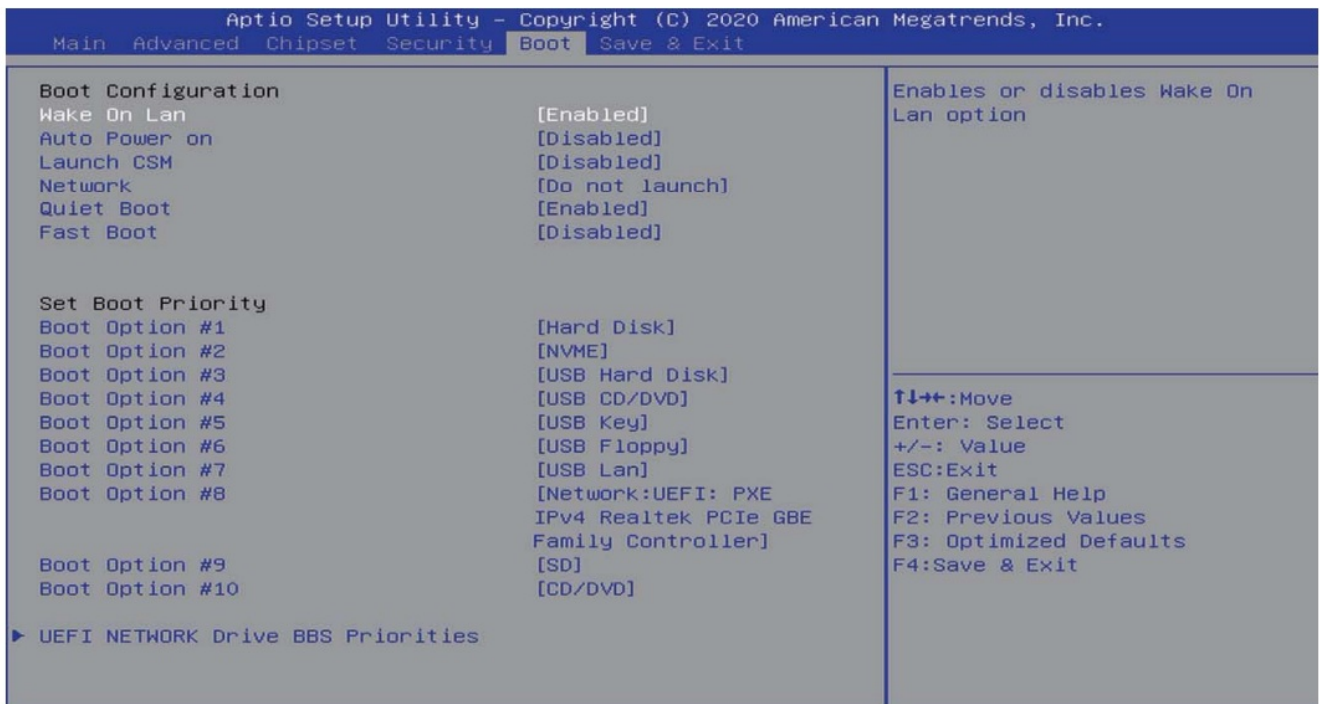 Aptio Setup Utility – Copyright (C) 2020 American Megatrends, Inc.
Main Advanced Chipset Security Boot Save & Exit
Boot Configuration
Wake On Lan [Enabled]
Auto Power on [Disabled]
Launch CSM [Disabled]
Network [Do not launch]
Quiet Boot [Enabled]
Fast Boot [Disabled]
Set Boot Priority
Boot Option #1 [Hard Disk]
Boot Option #2 [NVME]
Boot Option #3 [USB Hard Disk]
Boot Option #4 [USB CD/DVD]
Boot Option #5 [USB Key]
Boot Option #6 [USB Floppy]
Boot Option #7 [USB Lan]
Boot Option #8 [Network:UEFI: PXE
IPv4 Realtek PCIe GBE
Family Controller]
Boot Option #9 [SD]
Boot Option #10 [CD/DVD]
▶ UEFI NETWORK Drive BBS Priorities
Enables or disables Wake On
Lan option
↑↓→←:Move
Enter: Select
+/-: Value
ESC:Exit
F1: General Help
F2: Previous Values
F3: Optimized Defaults
F4:Save & Exit